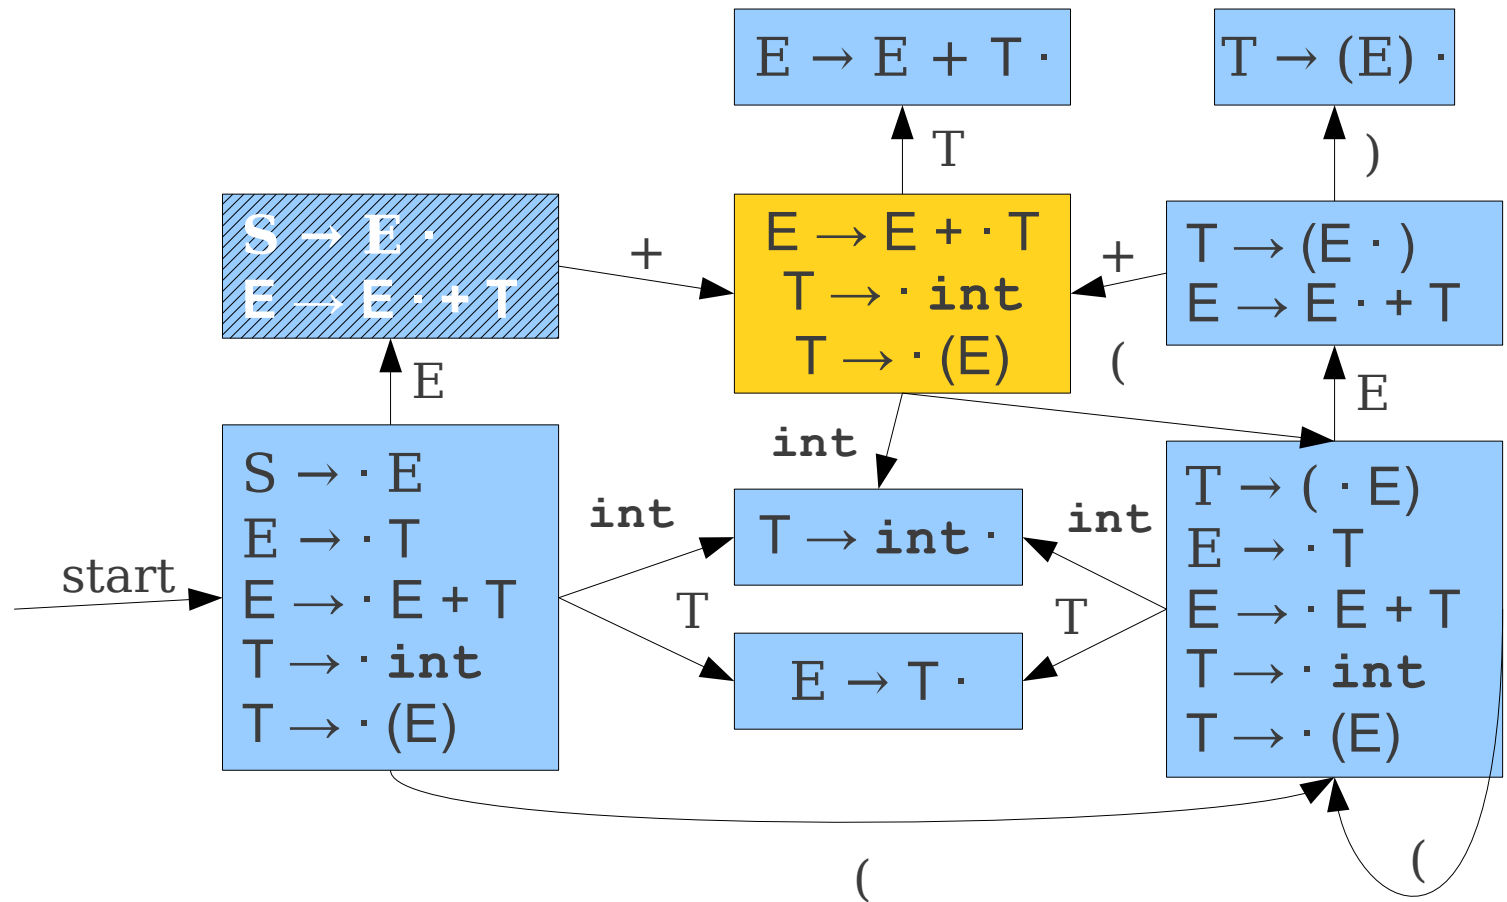 E → E + T ·
T → (E) ·
T
)
S → E ·
E → E · + T
+
E → E + · T
T → · int
T → · (E)
+
T → (E · )
E → E · + T
E
(
E
int
S → · E
E → · T
E → · E + T
T → · int
T → · (E)
start
int
T
T → int ·
E → T ·
int
T
T → ( · E)
E → · T
E → · E + T
T → · int
T → · (E)
(
(